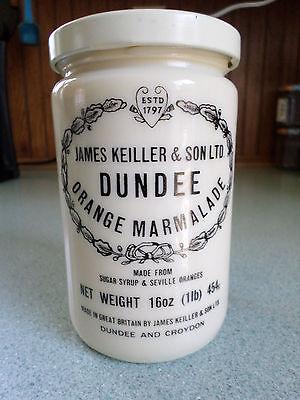 ESTD
1797
JAMES KEILLER & SON LTD.
DUNDEE
ORANGE MARMALADE
MADE FROM
SUGAR SYRUP & SEVILLE ORANGES
NET WEIGHT 16oz (1lb) 454g
MADE IN GREAT BRITAIN BY JAMES KEILLER & SON LTD.
DUNDEE AND CROYDON